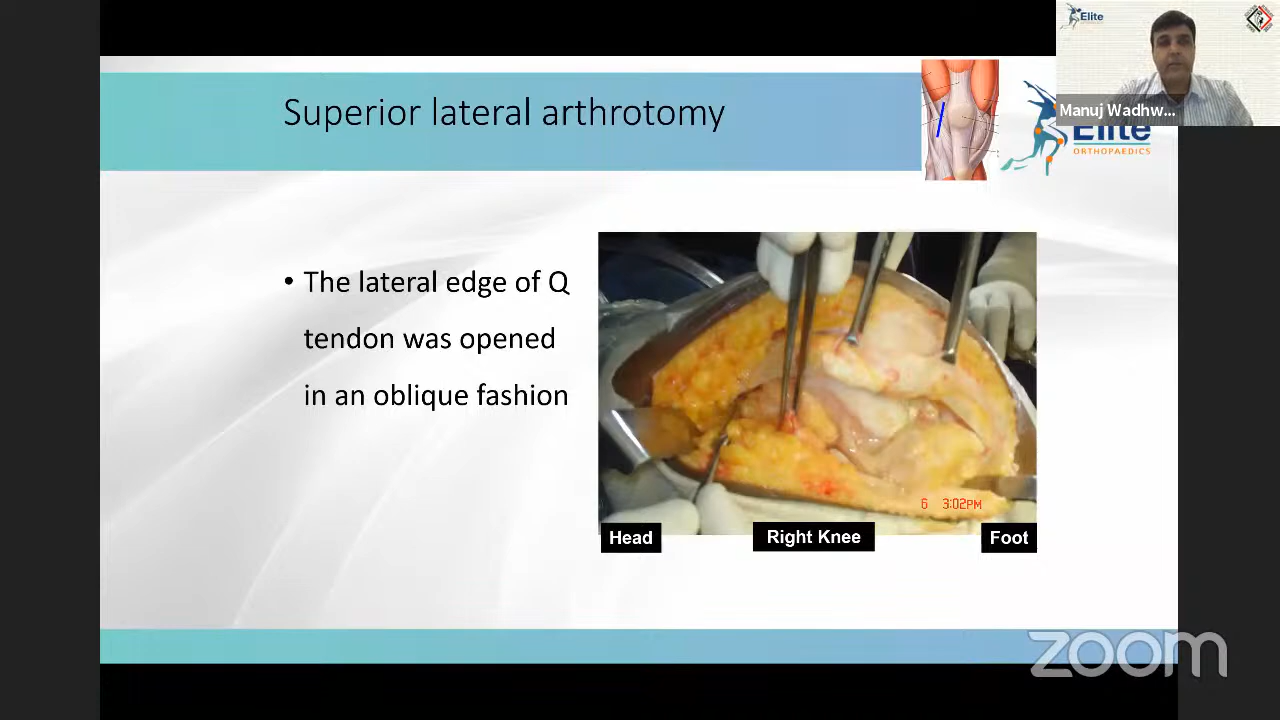 Elite
Superior lateral arthrotomy
Manuj Wadhw...
Elite
ORTHOPAEDICS
• The lateral edge of Q
tendon was opened
in an oblique fashion
6 3:02PM
Head
Right Knee
Foot
zoom